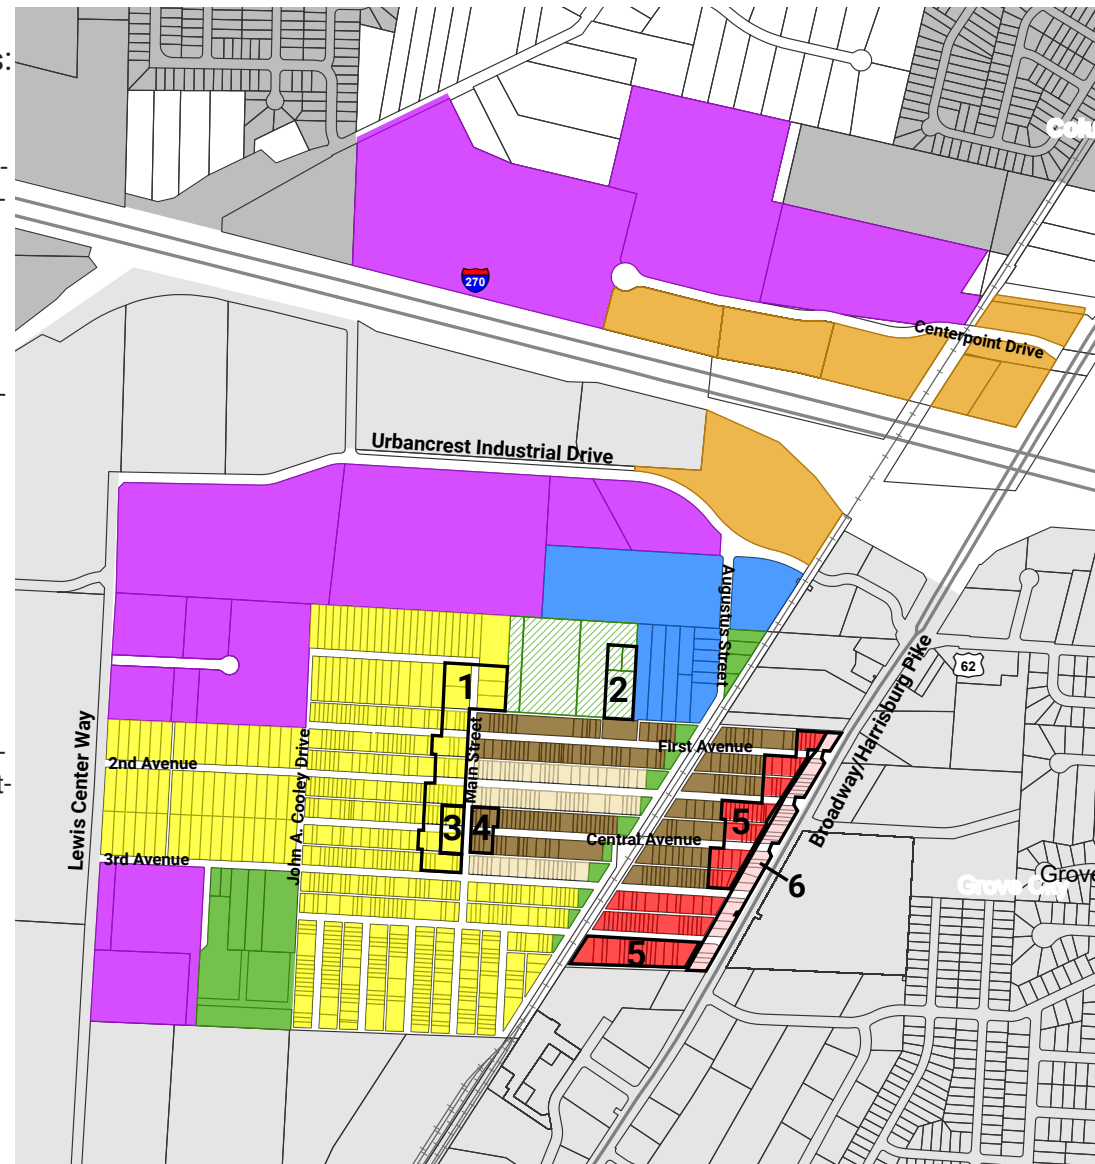 s:
Colu
270
Centerpoint Drive
Urbancrest Industrial Drive
Augustus Street
62
1
2
Main Street
First Avenue
2nd Avenue
John A. Cooley Drive
Lewis Center Way
Broadway/Harrisburg Pike
3
4
5
Central Avenue
3rd Avenue
6
Grove City
Grove
5
t-